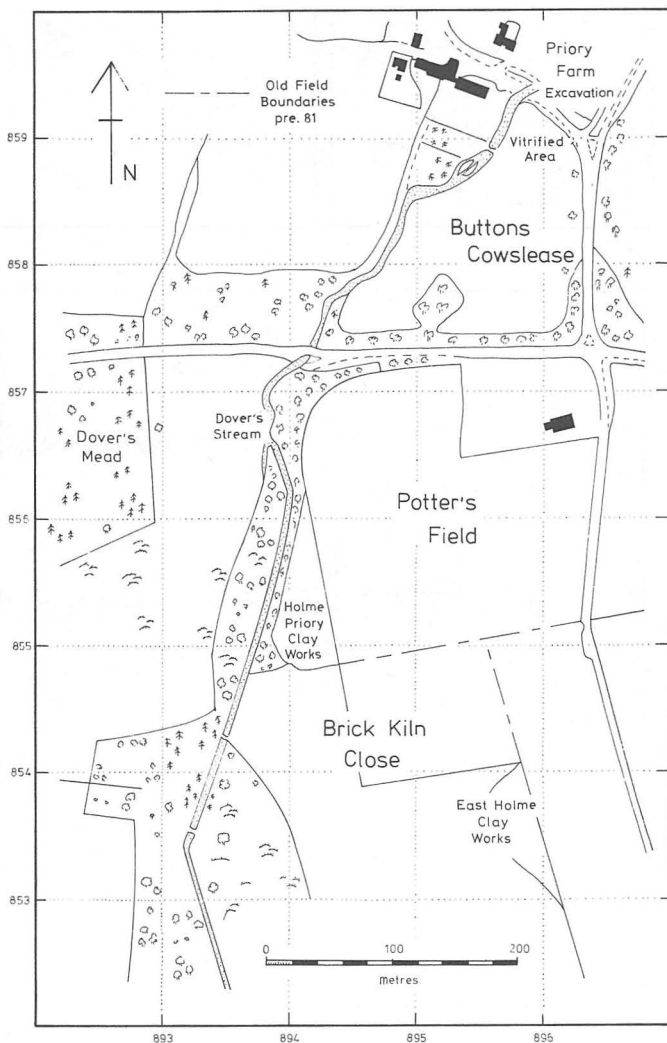 Priory
Farm
Excavation
Old Field
Boundaries
pre. 81
859
Vitrified
Area
N
Buttons
Cowslease
858
857
Dover's
Stream
Dover's
Mead
Potter's
Field
856
Holme
Priory
Clay
Works
855
Brick Kiln
Close
854
East Holme
Clay
Works
853
0
100
200
metres
893
894
895
896